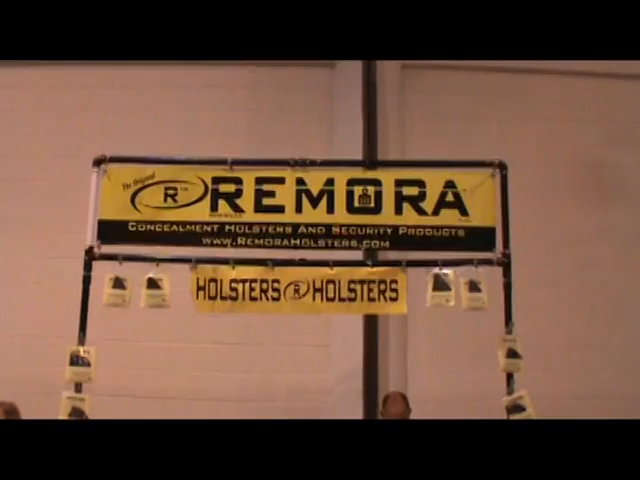 The Original
R REMORA
CONCEALMENT HOLSTERS AND SECURITY PRODUCTS
WWW.REMORAHOLSTERS.COM
HOLSTERS R HOLSTERS